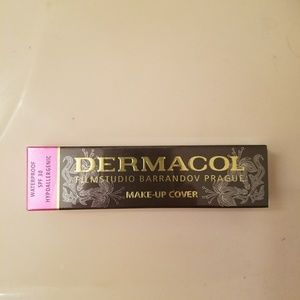 WATERPROOF
SPF 30
HYPOALLERGENIC
DERMACOL
FILMSTUDIO BARRANDOV PRAGUE
MAKE-UP COVER